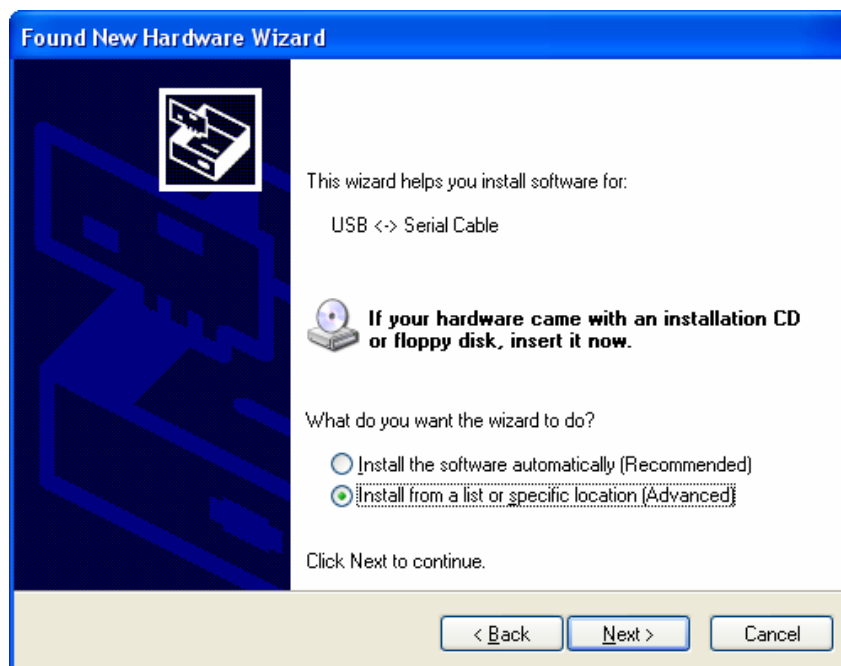 Found New Hardware Wizard
This wizard helps you install software for:
USB <-> Serial Cable
If your hardware came with an installation CD
or floppy disk, insert it now.
What do you want the wizard to do?
Install the software automatically (Recommended)
Install from a list or specific location (Advanced)
Click Next to continue.
< Back Next > Cancel